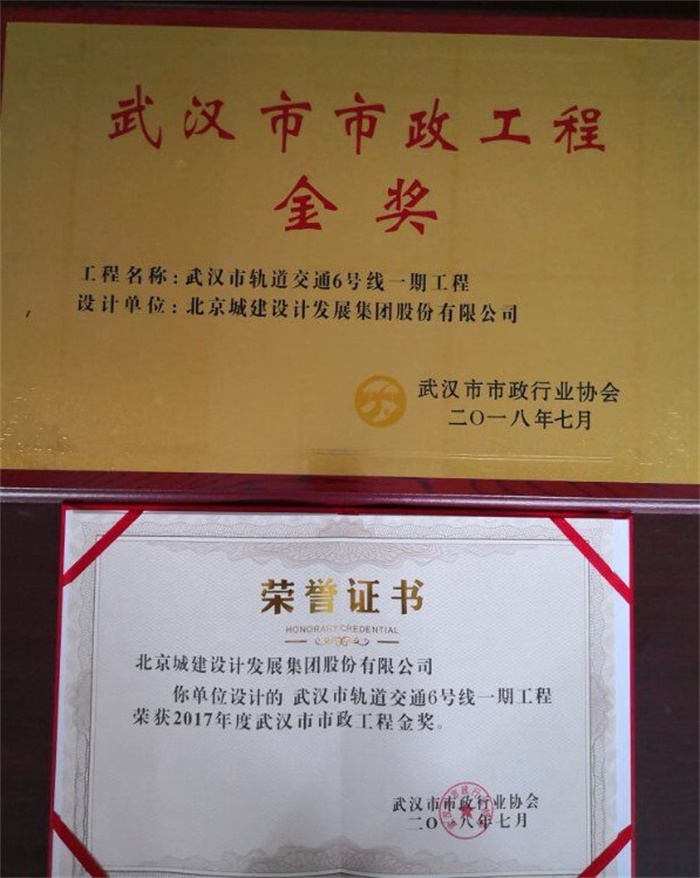 武汉市市政工程
金奖
工程名称：武汉市轨道交通6号线一期工程
设计单位：北京城建设计发展集团股份有限公司
武汉市市政行业协会
二〇一八年七月
荣誉证书
HONORARY CREDENTIAL
北京城建设计发展集团股份有限公司
你单位设计的 武汉市轨道交通6号线一期工程
荣获2017年度武汉市市政工程金奖。
武汉市市政行业协会
二〇一八年七月